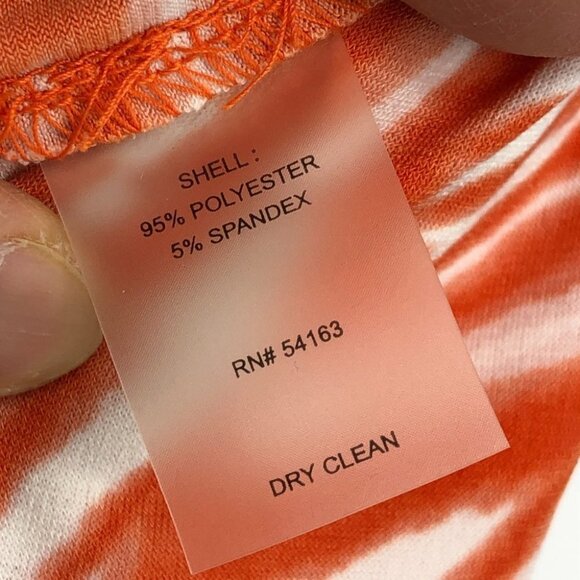 SHELL :
95% POLYESTER
5% SPANDEX
RN# 54163
DRY CLEAN